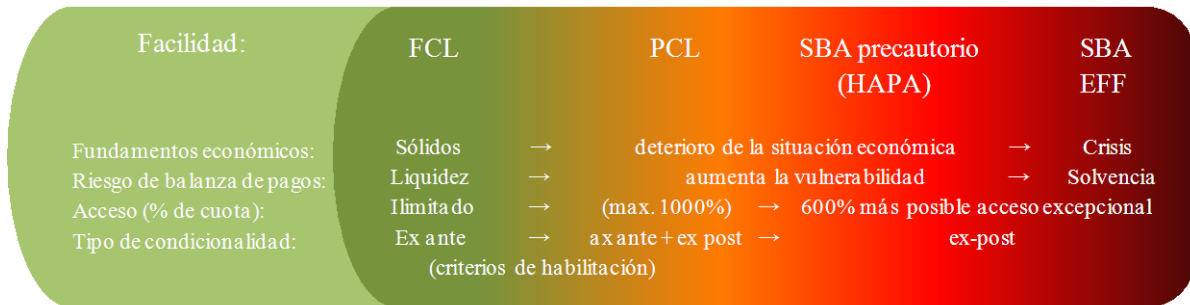 Facilidad: FCL PCL SBA precautorio SBA
(HAPA) EFF
Fundamentos económicos: Sólidos → deterioro de la situación económica → Crisis
Riesgo de balanza de pagos: Liquidez → aumenta la vulnerabilidad → Solvencia
Acceso (% de cuota): Ilimitado → (max. 1000%) → 600% más posible acceso excepcional
Tipo de condicionalidad: Ex ante → ax ante + ex post → ex-post
(criterios de habilitación)